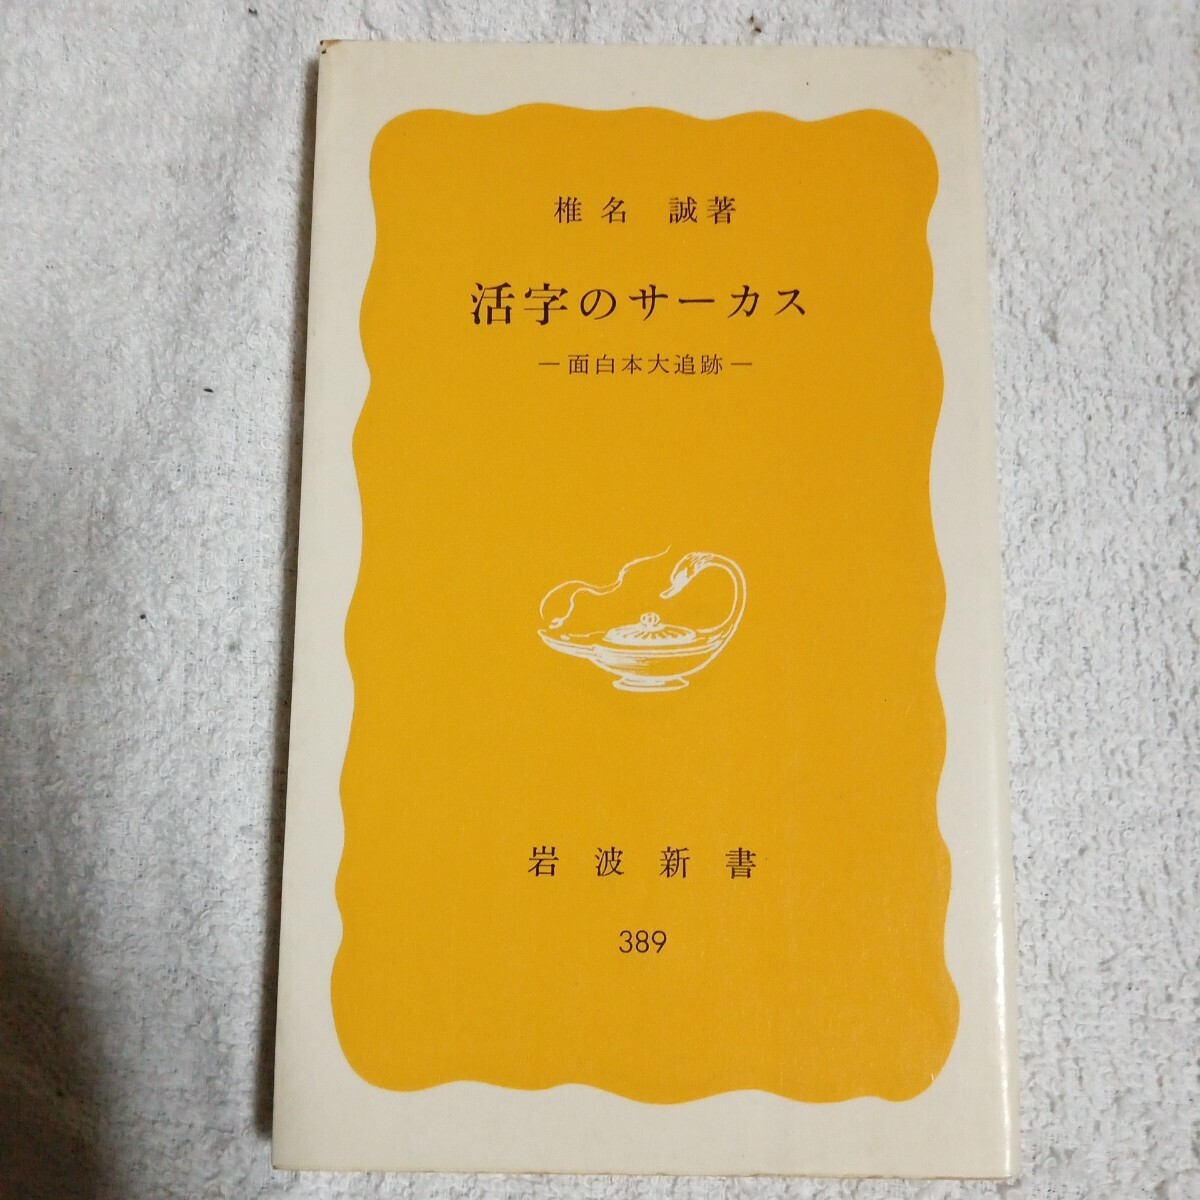 椎名 誠著
活字のサーカス
―面白本大追跡―
岩波新書
389